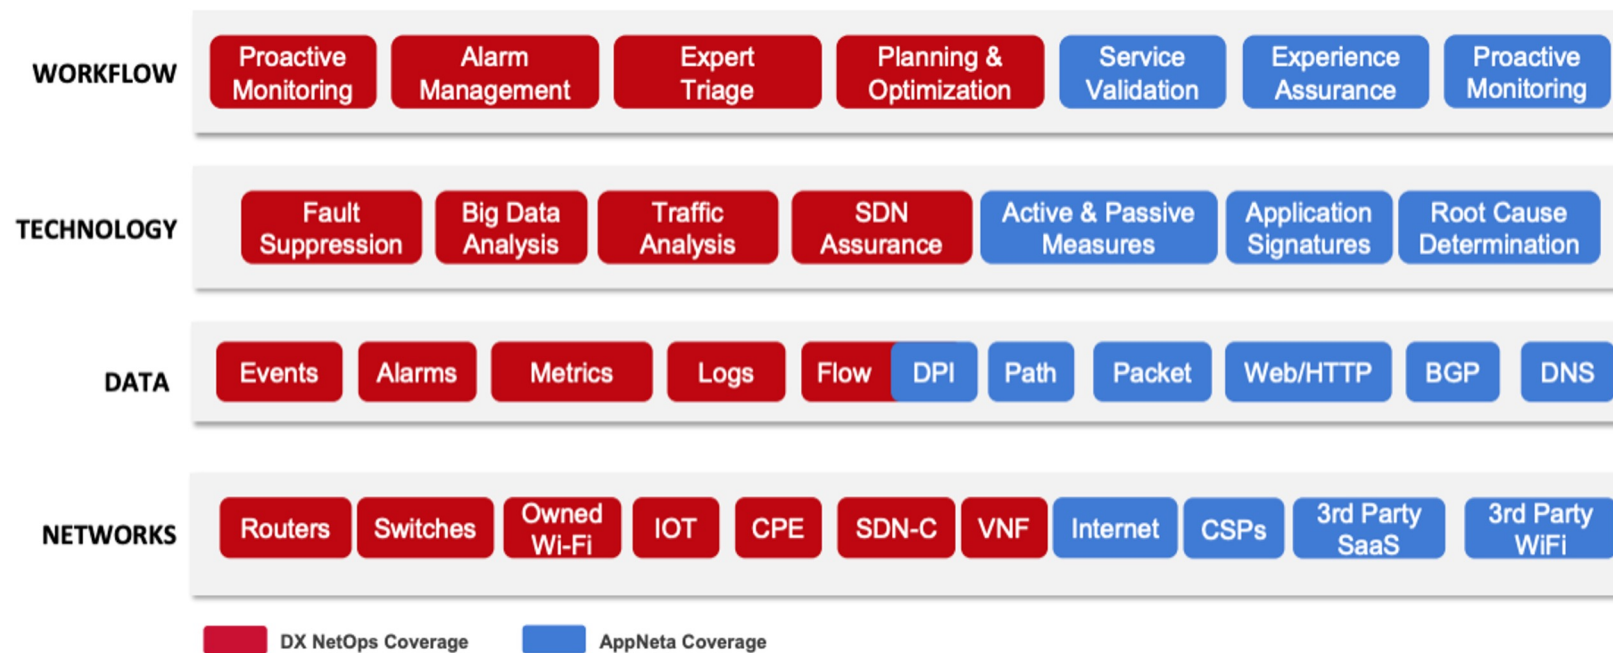 WORKFLOW
Proactive
Monitoring
Alarm
Management
Expert
Triage
Planning &
Optimization
Service
Validation
Experience
Assurance
Proactive
Monitoring
TECHNOLOGY
Fault
Suppression
Big Data
Analysis
Traffic
Analysis
SDN
Assurance
Active & Passive
Measures
Application
Signatures
Root Cause
Determination
DATA
Events
Alarms
Metrics
Logs
Flow
DPI
Path
Packet
Web/HTTP
BGP
DNS
NETWORKS
Routers
Switches
Owned
Wi-Fi
IOT
CPE
SDN-C
VNF
Internet
CSPs
3rd Party
SaaS
3rd Party
WiFi
DX NetOps Coverage
AppNeta Coverage